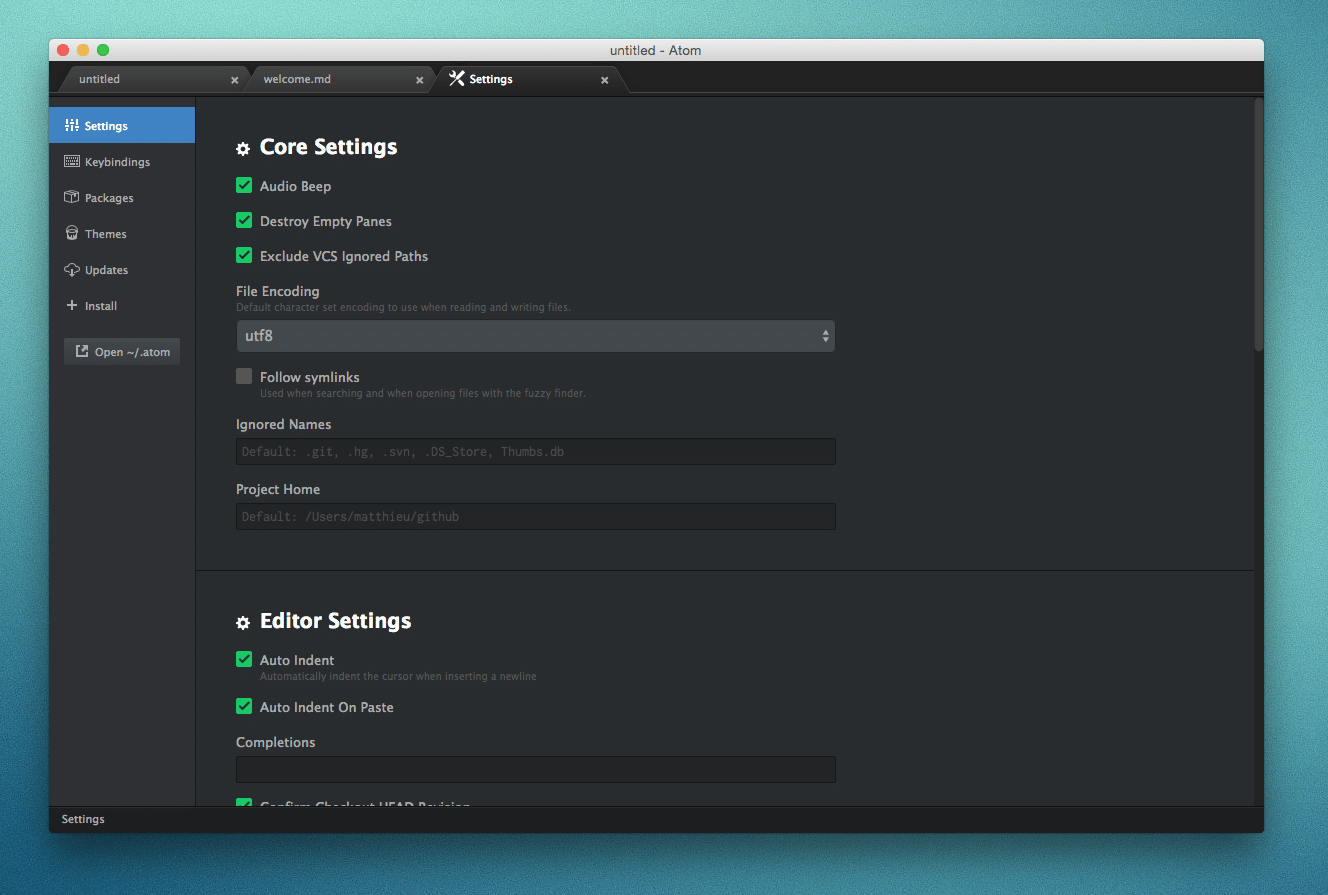 untitled - Atom
untitled
welcome.md
Settings
Settings
Keybindings
Packages
Themes
Updates
Install
Open ~/.atom
Core Settings
Audio Beep
Destroy Empty Panes
Exclude VCS Ignored Paths
File Encoding
Default character set encoding to use when reading and writing files.
utf8
Follow symlinks
Used when searching and when opening files with the fuzzy finder.
Ignored Names
Default: .git, .hg, .svn, .DS_Store, Thumbs.db
Project Home
Default: /Users/matthieu/github
Editor Settings
Auto Indent
Automatically indent the cursor when inserting a newline
Auto Indent On Paste
Completions
Confirm Checkout HEAD Revision
Settings